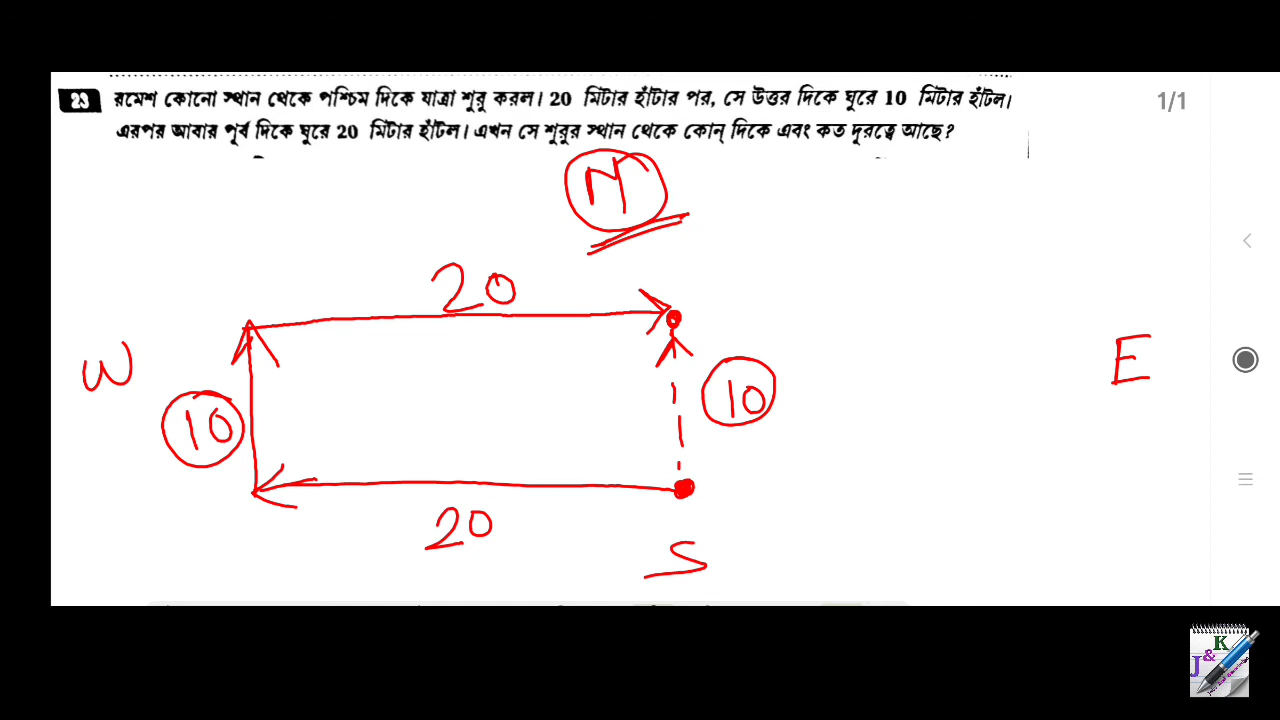 23 রমেশ কোনো স্থান থেকে পশ্চিম দিকে যাত্রা শুরু করল। 20 মিটার হাঁটার পর, সে উত্তর দিকে ঘুরে 10 মিটার হাঁটল।
এরপর আবার পূর্ব দিকে ঘুরে 20 মিটার হাঁটল। এখন সে শুরুর স্থান থেকে কোন্ দিকে এবং কত দূরত্বে আছে?
1/1
N
20
W
E
10
10
20
S
J&K